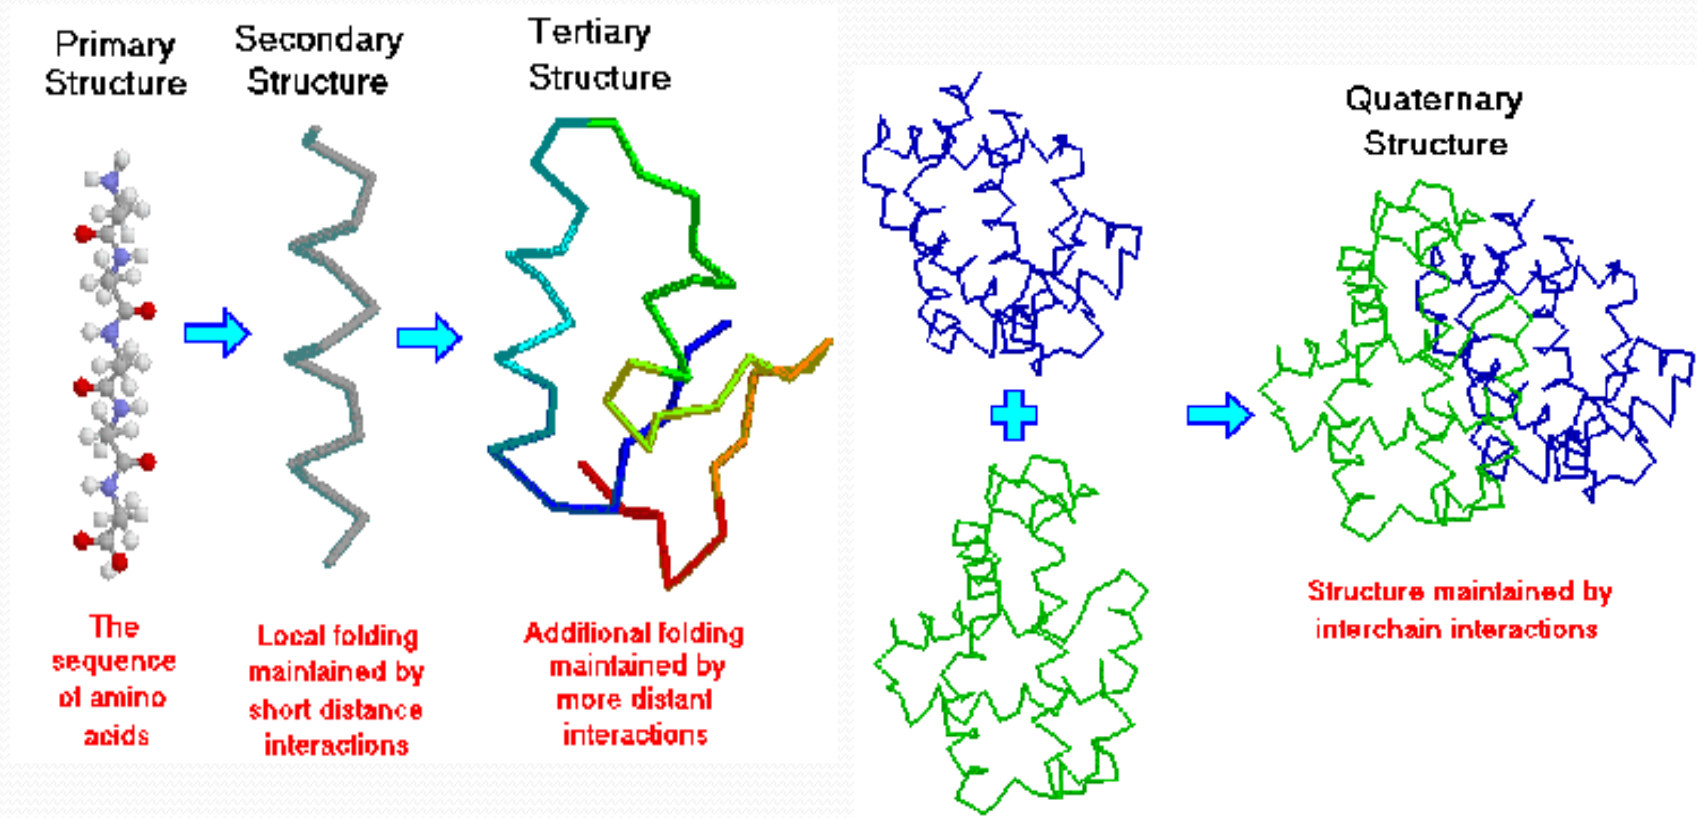 Primary
Structure
Secondary
Structure
Tertiary
Structure
Quaternary
Structure
The
sequence
of amino
acids
Local folding
maintained by
short distance
interactions
Additional folding
maintained by
more distant
interactions
Structure maintained by
interchain interactions